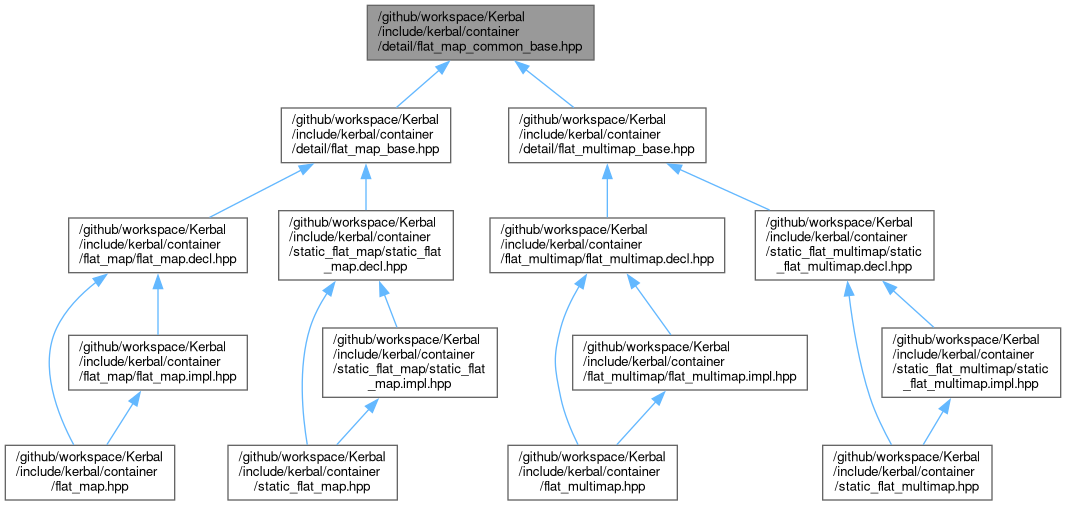 /github/workspace/Kerbal
/include/kerbal/container
/detail/flat_map_common_base.hpp
/github/workspace/Kerbal
/include/kerbal/container
/detail/flat_map_base.hpp
/github/workspace/Kerbal
/include/kerbal/container
/detail/flat_multimap_base.hpp
/github/workspace/Kerbal
/include/kerbal/container
/flat_map/flat_map.decl.hpp
/github/workspace/Kerbal
/include/kerbal/container
/static_flat_map/static_flat
_map.decl.hpp
/github/workspace/Kerbal
/include/kerbal/container
/flat_multimap/flat_multimap.decl.hpp
/github/workspace/Kerbal
/include/kerbal/container
/static_flat_multimap/static
_flat_multimap.decl.hpp
/github/workspace/Kerbal
/include/kerbal/container
/flat_map/flat_map.impl.hpp
/github/workspace/Kerbal
/include/kerbal/container
/static_flat_map/static_flat
_map.impl.hpp
/github/workspace/Kerbal
/include/kerbal/container
/flat_multimap/flat_multimap.impl.hpp
/github/workspace/Kerbal
/include/kerbal/container
/static_flat_multimap/static
_flat_multimap.impl.hpp
/github/workspace/Kerbal
/include/kerbal/container
/flat_map.hpp
/github/workspace/Kerbal
/include/kerbal/container
/static_flat_map.hpp
/github/workspace/Kerbal
/include/kerbal/container
/flat_multimap.hpp
/github/workspace/Kerbal
/include/kerbal/container
/static_flat_multimap.hpp